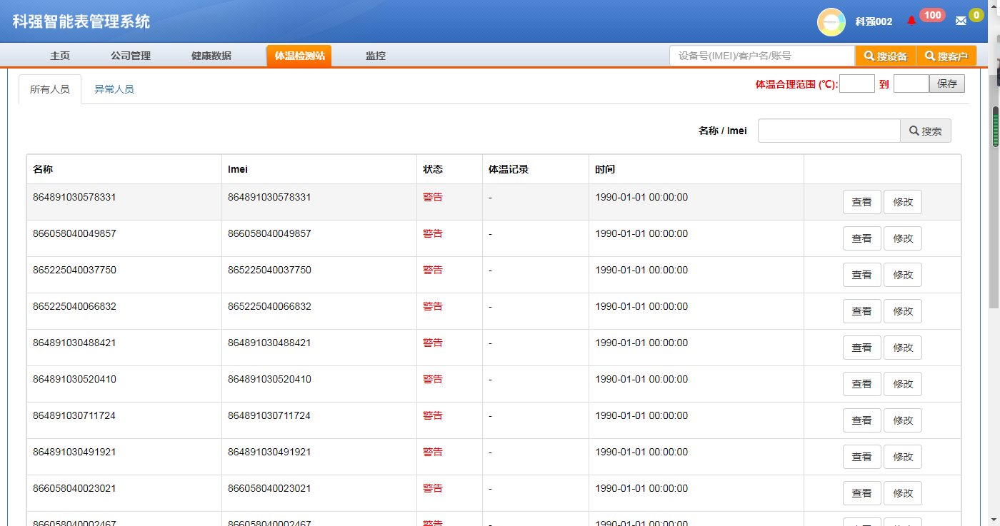 科强智能表管理系统
科强002 100 0
主页 公司管理 健康数据 体温检测站 监控 设备号(IMEI)/客户名/账号 搜设备 搜客户
所有人员 异常人员 体温合理范围 (℃): 到 保存
名称 / Imei 搜索
名称 Imei 状态 体温记录 时间
864891030578331 864891030578331 警告 - 1990-01-01 00:00:00 查看 修改
866058040049857 866058040049857 警告 - 1990-01-01 00:00:00 查看 修改
865225040037750 865225040037750 警告 - 1990-01-01 00:00:00 查看 修改
865225040066832 865225040066832 警告 - 1990-01-01 00:00:00 查看 修改
864891030488421 864891030488421 警告 - 1990-01-01 00:00:00 查看 修改
864891030520410 864891030520410 警告 - 1990-01-01 00:00:00 查看 修改
864891030711724 864891030711724 警告 - 1990-01-01 00:00:00 查看 修改
864891030491921 864891030491921 警告 - 1990-01-01 00:00:00 查看 修改
866058040023021 866058040023021 警告 - 1990-01-01 00:00:00 查看 修改
866058040002467 866058040002467 警告 - 1990-01-01 00:00:00